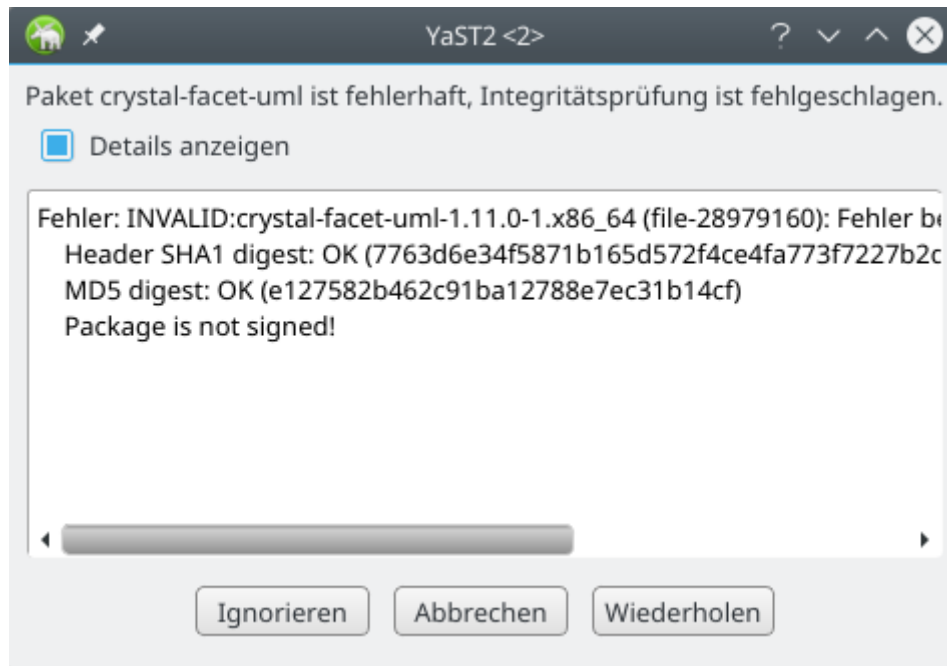 YaST2 <2>
Paket crystal-facet-uml ist fehlerhaft, Integritätsprüfung ist fehlgeschlagen.
Details anzeigen
Fehler: INVALID:crystal-facet-uml-1.11.0-1.x86_64 (file-28979160): Fehler
Header SHA1 digest: OK (7763d6e34f5871b165d572f4ce4fa773f7227b2c
MD5 digest: OK (e127582b462c91ba12788e7ec31b14cf)
Package is not signed!
Ignorieren
Abbrechen
Wiederholen